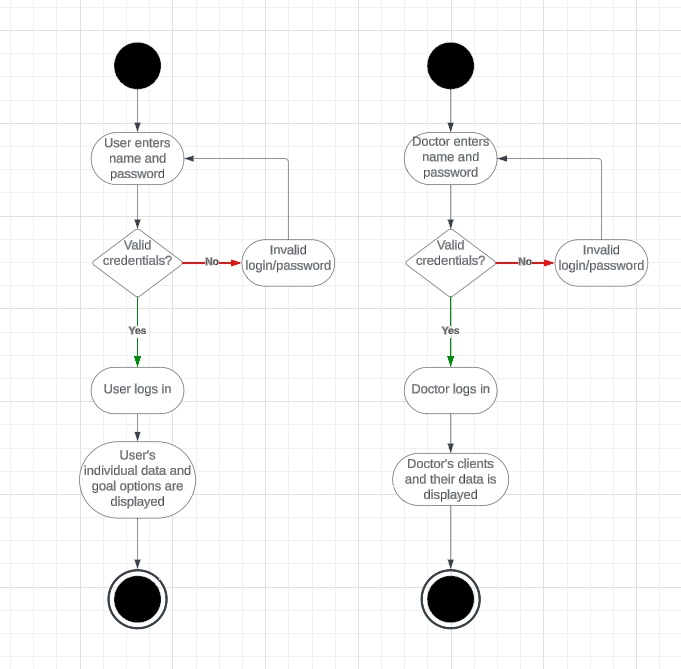 User enters
name and
password
Valid
credentials?
No
Invalid
login/password
Yes
User logs in
User's
individual data and
goal options are
displayed
Doctor enters
name and
password
Valid
credentials?
No
Invalid
login/password
Yes
Doctor logs in
Doctor's clients
and their data is
displayed